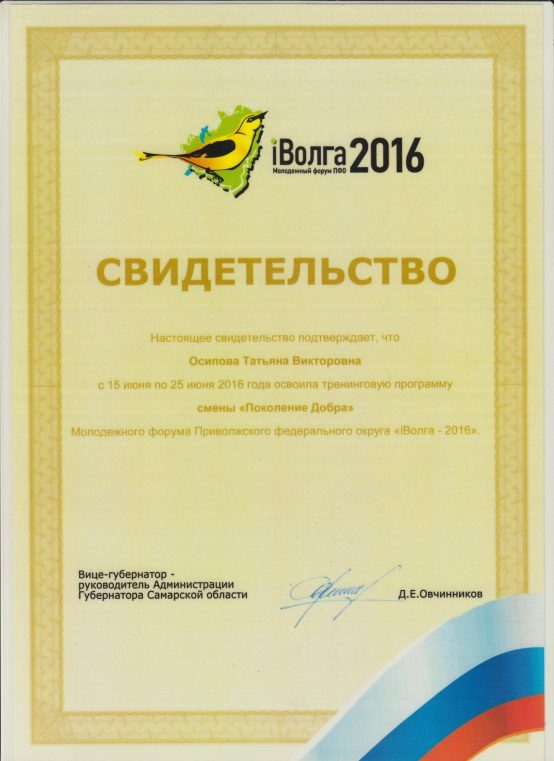 iВолга 2016
Молодежный форум ПФО
СВИДЕТЕЛЬСТВО
Настоящее свидетельство подтверждает, что
Осипова Татьяна Викторовна
с 15 июня по 25 июня 2016 года освоила тренинговую программу
смены «Поколение Добра»
Молодежного форума Приволжского федерального округа «iВолга - 2016».
Вице-губернатор -
руководитель Администрации
Губернатора Самарской области
Д.Е.Овчинников